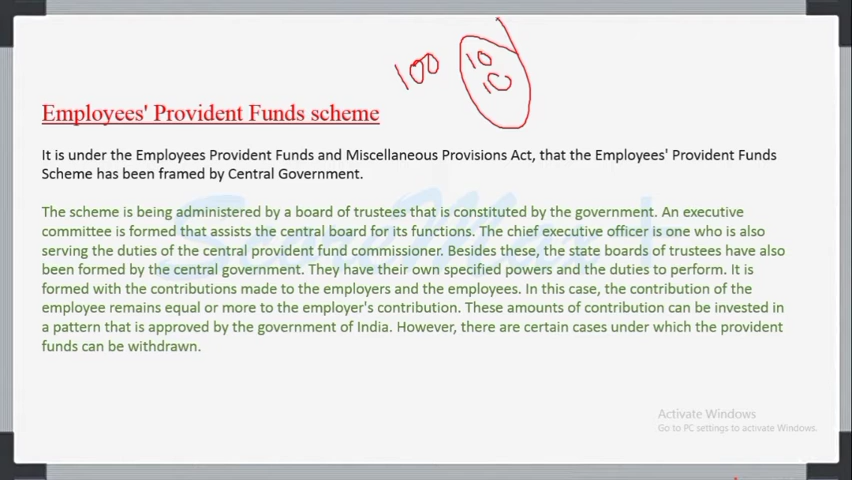 100
10
10
Employees' Provident Funds scheme
It is under the Employees Provident Funds and Miscellaneous Provisions Act, that the Employees' Provident Funds
Scheme has been framed by Central Government.
The scheme is being administered by a board of trustees that is constituted by the government. An executive
committee is formed that assists the central board for its functions. The chief executive officer is one who is also
serving the duties of the central provident fund commissioner. Besides these, the state boards of trustees have also
been formed by the central government. They have their own specified powers and the duties to perform. It is
formed with the contributions made to the employers and the employees. In this case, the contribution of the
employee remains equal or more to the employer's contribution. These amounts of contribution can be invested in
a pattern that is approved by the government of India. However, there are certain cases under which the provident
funds can be withdrawn.
Activate Windows
Go to PC settings to activate Windows.